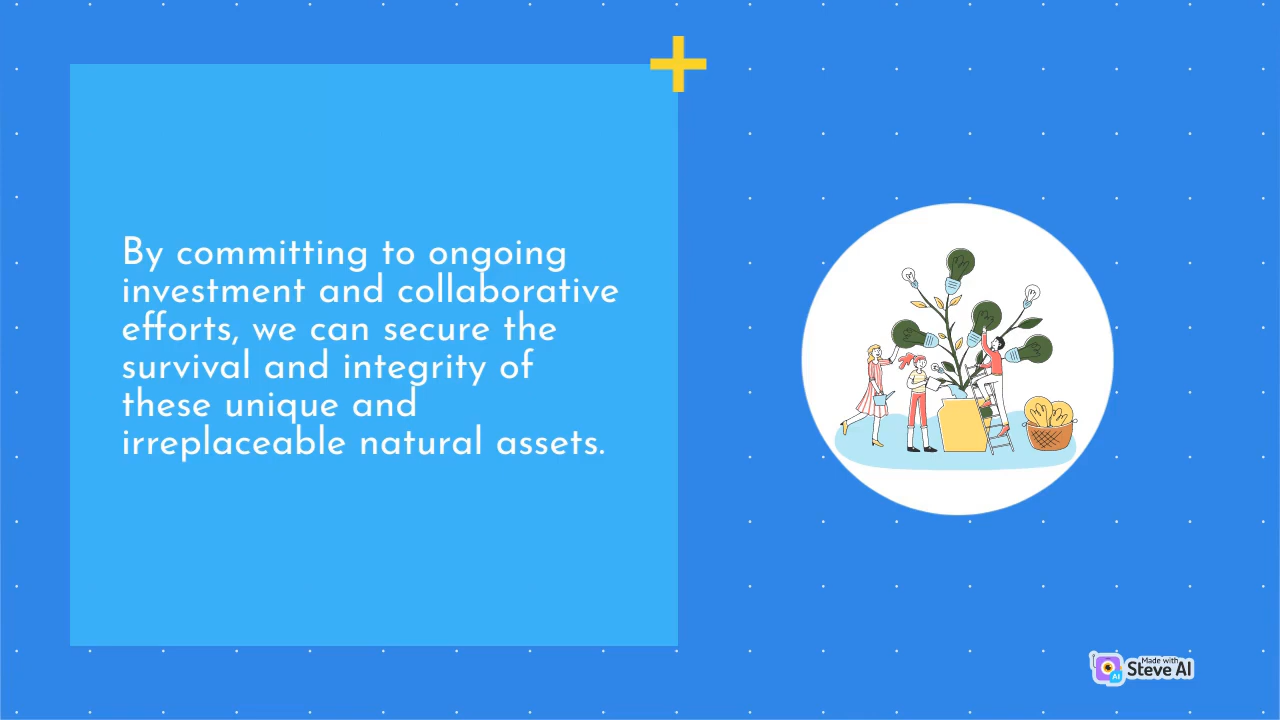 By committing to ongoing
investment and collaborative
efforts, we can secure the
survival and integrity of
these unique and
irreplaceable natural assets.
Made with
Steve AI
AI